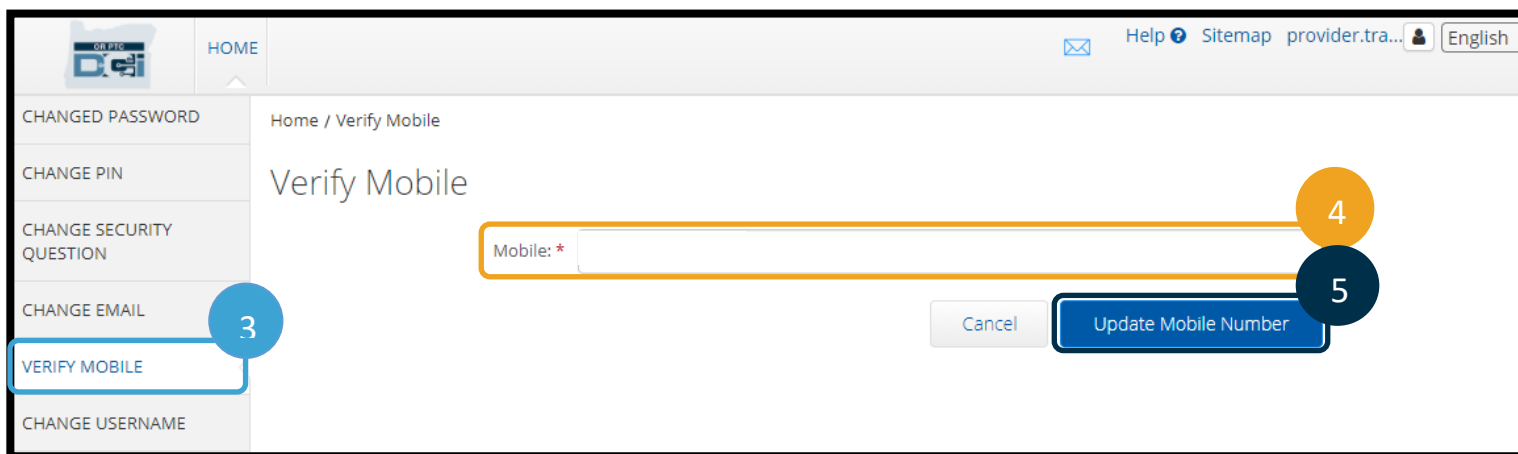 OR PTC
DCi
HOME
Help ? Sitemap provider.tra... English
CHANGED PASSWORD
CHANGE PIN
CHANGE SECURITY
QUESTION
CHANGE EMAIL
3
VERIFY MOBILE
CHANGE USERNAME
Home / Verify Mobile
Verify Mobile
4
Mobile: *
5
Cancel
Update Mobile Number